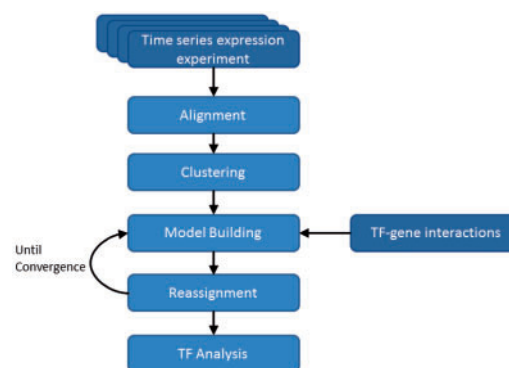 Time series expression
experiment
Alignment
Clustering
Model Building
TF-gene interactions
Until
Convergence
Reassignment
TF Analysis